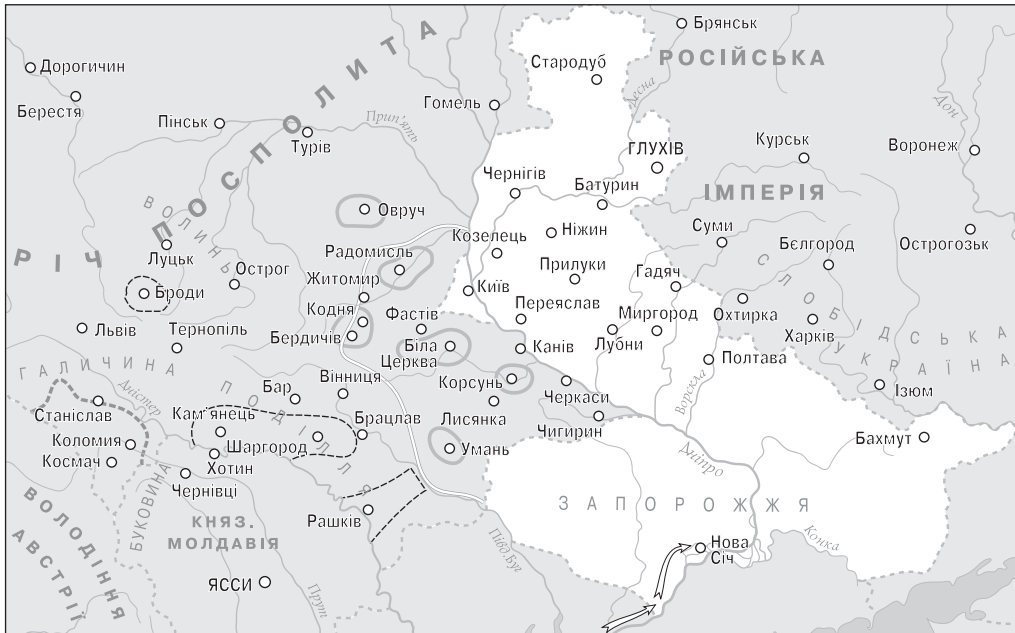 РІЧ ПОСПОЛИТА
РОСІЙСЬКА
ІМПЕРІЯ
Брянськ
Стародуб
Дорогичин
Берестя
Гомель
Десна
Дон
Пінськ
Прип'ять
Турів
ГЛУХІВ
Курськ
Воронеж
Чернігів
Батурин
ВОЛИНЬ
Овруч
Козелець
Ніжин
Суми
Бєлгород
Острогозьк
Луцьк
Острог
Радомисль
Житомир
Прилуки
Гадяч
Броди
Київ
Переяслав
Миргород
Охтирка
Харків
СЛОБІДСЬКА
УКРАЇНА
Кодня
Фастів
Львів
Тернопіль
Бердичів
Біла
Церква
Канів
Лубни
Полтава
ГАЛИЧИНА
ПОДІЛЛЯ
Дністер
Бар
Вінниця
Корсунь
Черкаси
Ворскла
Ізюм
Станіслав
Кам'янець
Брацлав
Лисянка
Чигирин
Коломия
Шаргород
Умань
Бахмут
Космач
Хотин
Дніпро
Чернівці
БУКОВИНА
Рашків
ЗАПОРОЖЖЯ
КНЯЗ.
МОЛДАВІЯ
Півд.Буг
Нова
Січ
Конка
ВОЛОДІННЯ
АВСТРІЇ
ЯССИ
Прут